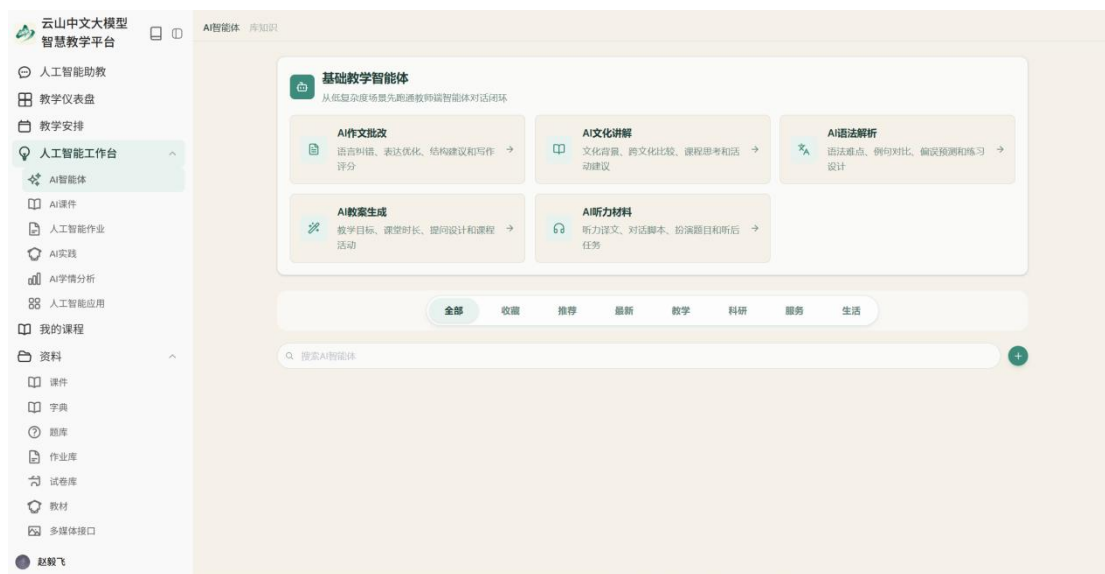 云山中文大模型
智慧教学平台
人工智能助教
教学仪表盘
教学安排
人工智能工作台
AI智能体
AI课件
人工智能作业
AI实践
AI学情分析
人工智能应用
我的课程
资料
课件
字典
题库
作业库
试卷库
教材
多媒体接口
赵毅飞
AI智能体 库知识
基础教学智能体
从低复杂度场景先跑通教师端智能体对话闭环
AI作文批改
语言纠错、表达优化、结构建议和写作
评分
AI文化讲解
文化背景、跨文化比较、课程思考和活
动建议
AI语法解析
语法难点、例句对比、偏误预测和练习
设计
AI教案生成
教学目标、课堂时长、提问设计和课程
活动
AI听力材料
听力课文、对话脚本、扮演题目和听后
任务
全部 收藏 推荐 最新 教学 科研 服务 生活
搜索AI智能体